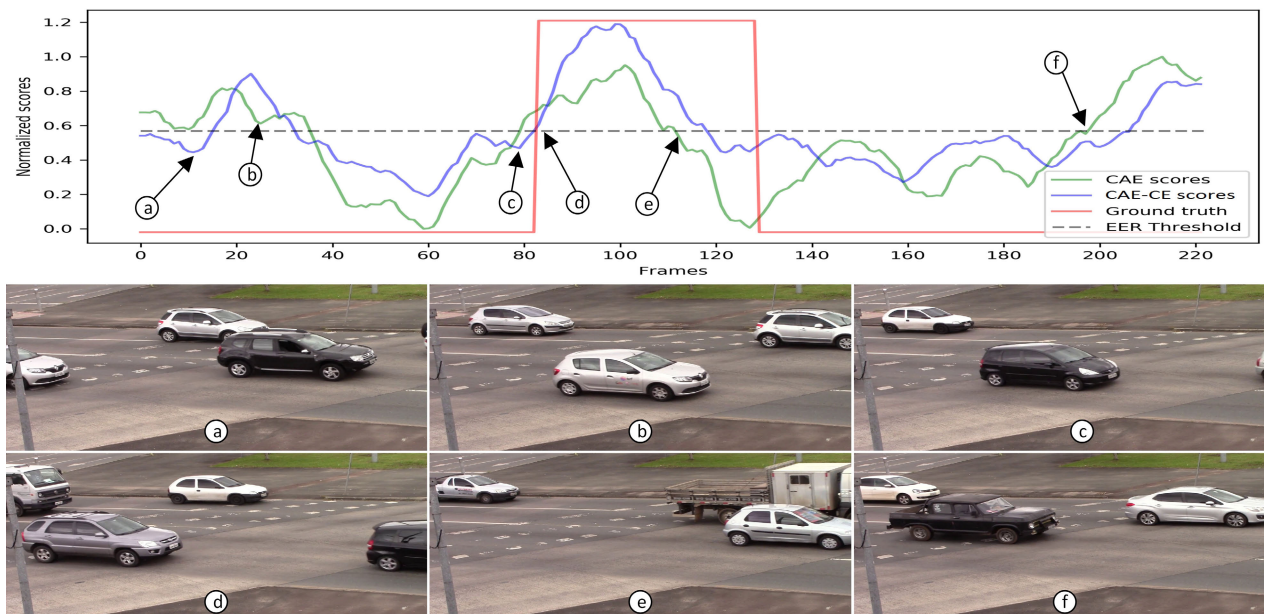 1.2
1.0
0.8
0.6
0.4
0.2
0.0
Normalized scores
a
b
c
d
e
f
CAE scores
CAE-CE scores
Ground truth
EER Threshold
0 20 40 60 80 100 120 140 160 180 200 220
Frames
a
b
c
d
e
f